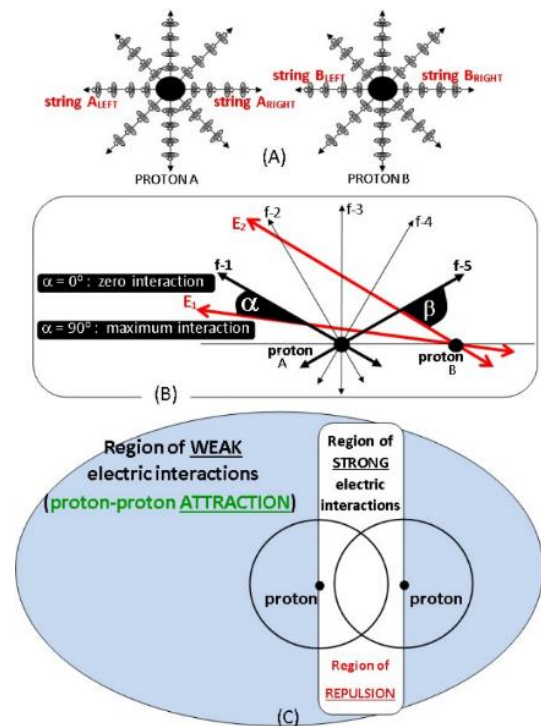 string ALEFT
string ARIGHT
string BLEFT
string BRIGHT
(A)
PROTON A
PROTON B
E2
f-2
f-3
f-4
f-1
f-5
α = 0° : zero interaction
α
β
E1
α = 90° : maximum interaction
proton
A
proton
B
(B)
Region of WEAK
electric interactions
(proton-proton ATTRACTION)
Region of
STRONG
electric
interactions
proton
proton
Region of
REPULSION
(C)